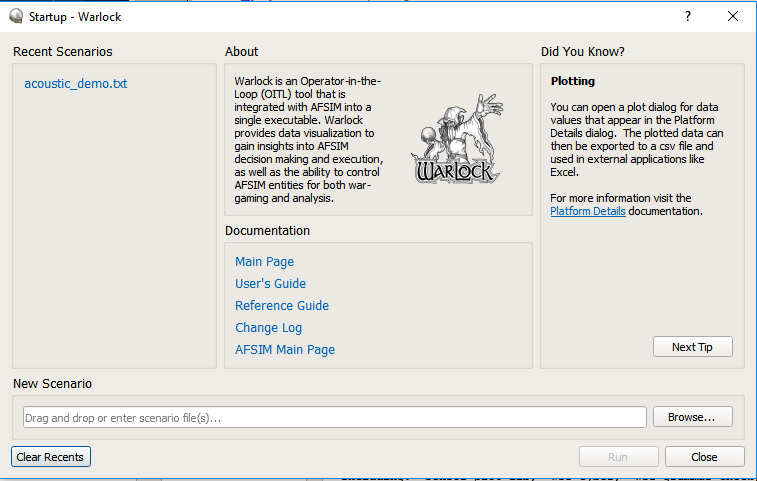 Startup - Warlock
?
Recent Scenarios
acoustic_demo.txt
About
Warlock is an Operator-in-the-
Loop (OITL) tool that is
integrated with AFSIM into a
single executable. Warlock
provides data visualization to
gain insights into AFSIM
decision making and execution,
as well as the ability to control
AFSIM entities for both war-
gaming and analysis.
WARLOCK
Documentation
Main Page
User's Guide
Reference Guide
Change Log
AFSIM Main Page
Did You Know?
Plotting
You can open a plot dialog for data
values that appear in the Platform
Details dialog. The plotted data can
then be exported to a csv file and
used in external applications like
Excel.
For more information visit the
Platform Details documentation.
Next Tip
New Scenario
Drag and drop or enter scenario file(s)...
Browse...
Clear Recents
Run
Close